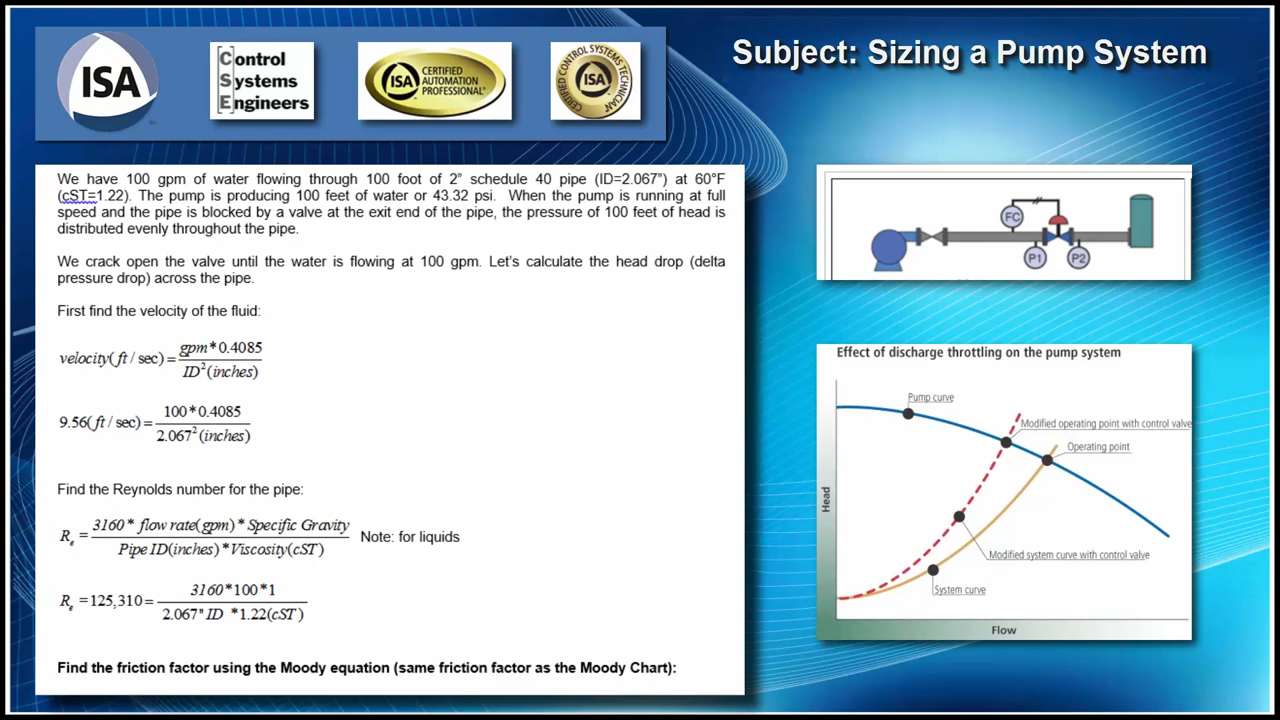 Subject: Sizing a Pump System
ISA
[C]ontrol
Systems
[E]ngineers
ISA CERTIFIED
AUTOMATION
PROFESSIONAL®
CERTIFIED CONTROL SYSTEMS TECHNICIAN
ISA
We have 100 gpm of water flowing through 100 foot of 2” schedule 40 pipe (ID=2.067”) at 60°F
(cST=1.22). The pump is producing 100 feet of water or 43.32 psi. When the pump is running at full
speed and the pipe is blocked by a valve at the exit end of the pipe, the pressure of 100 feet of head is
distributed evenly throughout the pipe.
We crack open the valve until the water is flowing at 100 gpm. Let’s calculate the head drop (delta
pressure drop) across the pipe.
First find the velocity of the fluid:
velocity(ft / sec) = gpm*0.4085
ID²(inches)
9.56(ft / sec) = 100*0.4085
2.067²(inches)
Find the Reynolds number for the pipe:
Rₑ = 3160* flow rate(gpm)* Specific Gravity
Pipe ID(inches)*Viscosity(cST) Note: for liquids
Rₑ =125,310= 3160*100*1
2.067" ID *1.22(cST)
Find the friction factor using the Moody equation (same friction factor as the Moody Chart):
FC
P1
P2
Effect of discharge throttling on the pump system
Pump curve
Modified operating point with control valve
Operating point
Head
Modified system curve with control valve
System curve
Flow